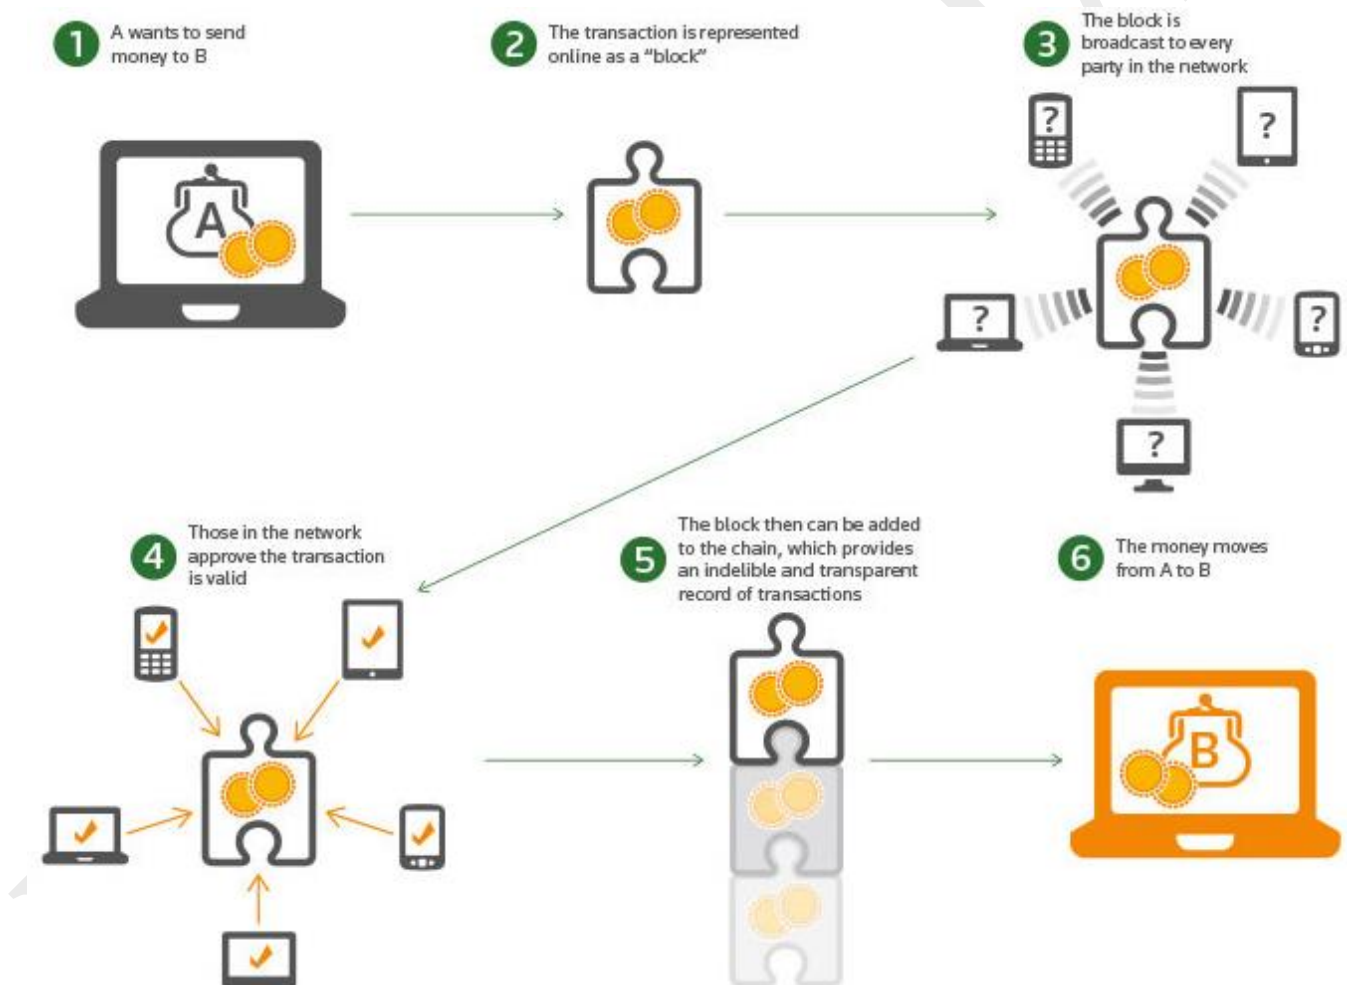 1
A wants to send
money to B
2
The transaction is represented
online as a “block”
3
The block is
broadcast to every
party in the network
?
?
A
?
?
?
4
Those in the network
approve the transaction
is valid
5
The block then can be added
to the chain, which provides
an indelible and transparent
record of transactions
6
The money moves
from A to B
B